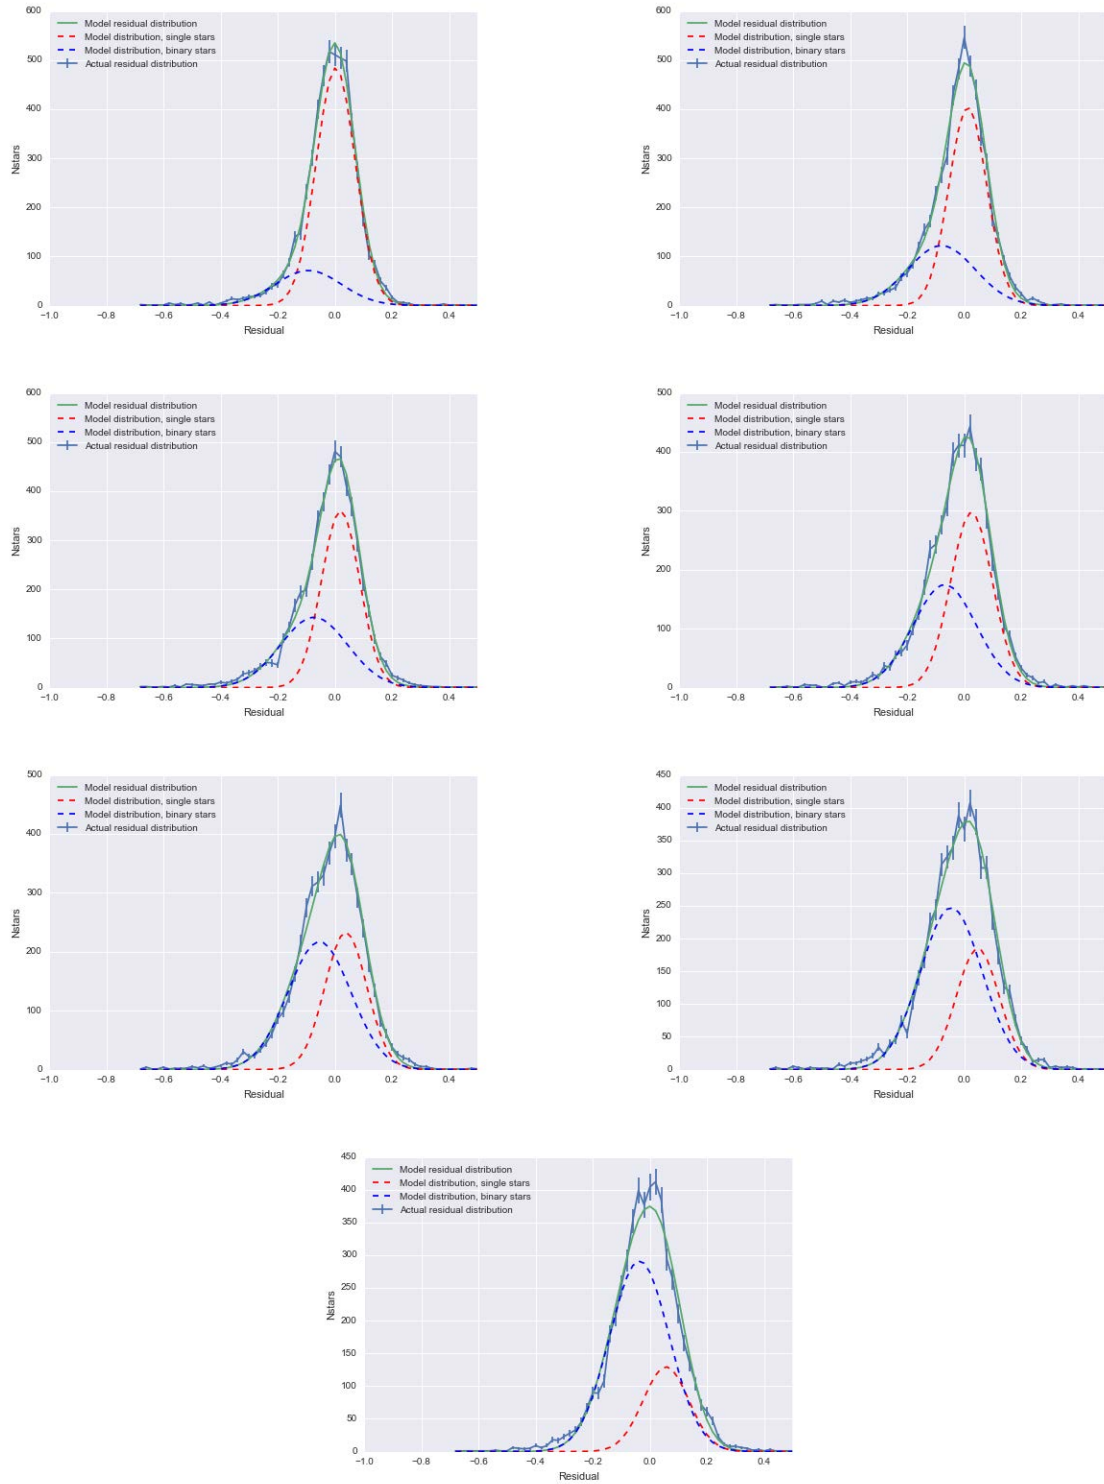 600
500
400
300
200
100
0
Nstars
Model residual distribution
Model distribution, single stars
Model distribution, binary stars
Actual residual distribution
−1.0 −0.8 −0.6 −0.4 −0.2 0.0 0.2 0.4
Residual
600
500
400
300
200
100
0
Nstars
Model residual distribution
Model distribution, single stars
Model distribution, binary stars
Actual residual distribution
−1.0 −0.8 −0.6 −0.4 −0.2 0.0 0.2 0.4
Residual
600
500
400
300
200
100
0
Nstars
Model residual distribution
Model distribution, single stars
Model distribution, binary stars
Actual residual distribution
−1.0 −0.8 −0.6 −0.4 −0.2 0.0 0.2 0.4
Residual
500
400
300
200
100
0
Nstars
Model residual distribution
Model distribution, single stars
Model distribution, binary stars
Actual residual distribution
−1.0 −0.8 −0.6 −0.4 −0.2 0.0 0.2 0.4
Residual
500
400
300
200
100
0
Nstars
Model residual distribution
Model distribution, single stars
Model distribution, binary stars
Actual residual distribution
−1.0 −0.8 −0.6 −0.4 −0.2 0.0 0.2 0.4
Residual
450
400
350
300
250
200
150
100
50
0
Nstars
Model residual distribution
Model distribution, single stars
Model distribution, binary stars
Actual residual distribution
−1.0 −0.8 −0.6 −0.4 −0.2 0.0 0.2 0.4
Residual
450
400
350
300
250
200
150
100
50
0
Nstars
Model residual distribution
Model distribution, single stars
Model distribution, binary stars
Actual residual distribution
−1.0 −0.8 −0.6 −0.4 −0.2 0.0 0.2 0.4
Residual